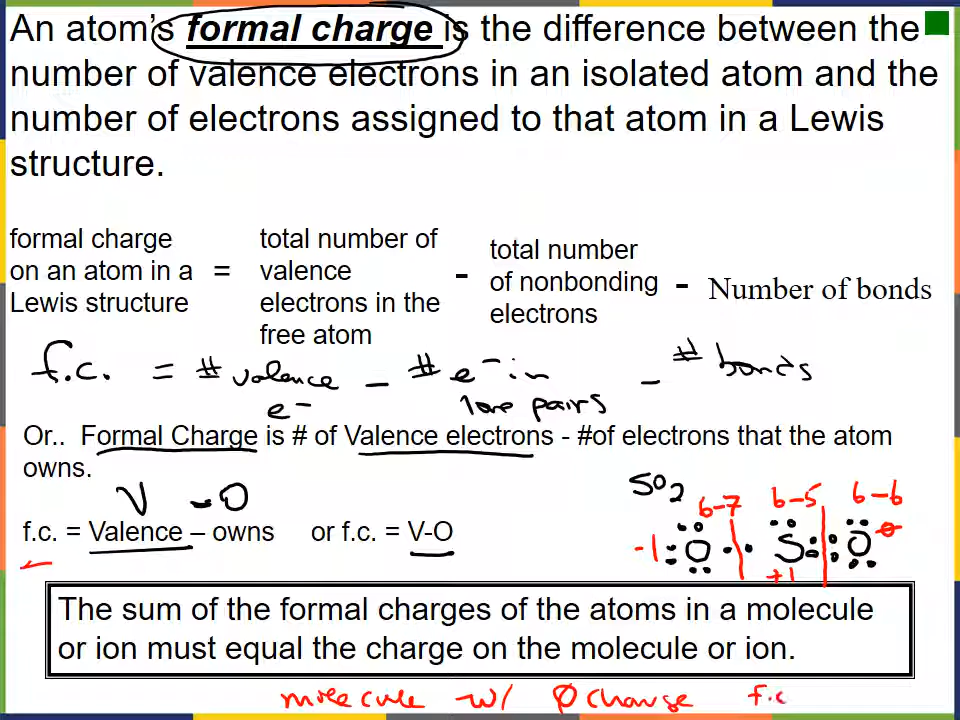 An atom's formal charge is the difference between the
number of valence electrons in an isolated atom and the
number of electrons assigned to that atom in a Lewis
structure.
formal charge
on an atom in a
Lewis structure
=
total number of
valence
electrons in the
free atom
-
total number
of nonbonding
electrons
- Number of bonds
f.c. = # valence e⁻ - # e⁻ in lone pairs - # bonds
Or.. Formal Charge is # of Valence electrons - #of electrons that the atom
owns.
V - O
SO₂
6-7 6-5 6-6
f.c. = Valence – owns or f.c. = V-O
-1 O S O 0
+1
The sum of the formal charges of the atoms in a molecule
or ion must equal the charge on the molecule or ion.
molecule w/ Ø charge f.c